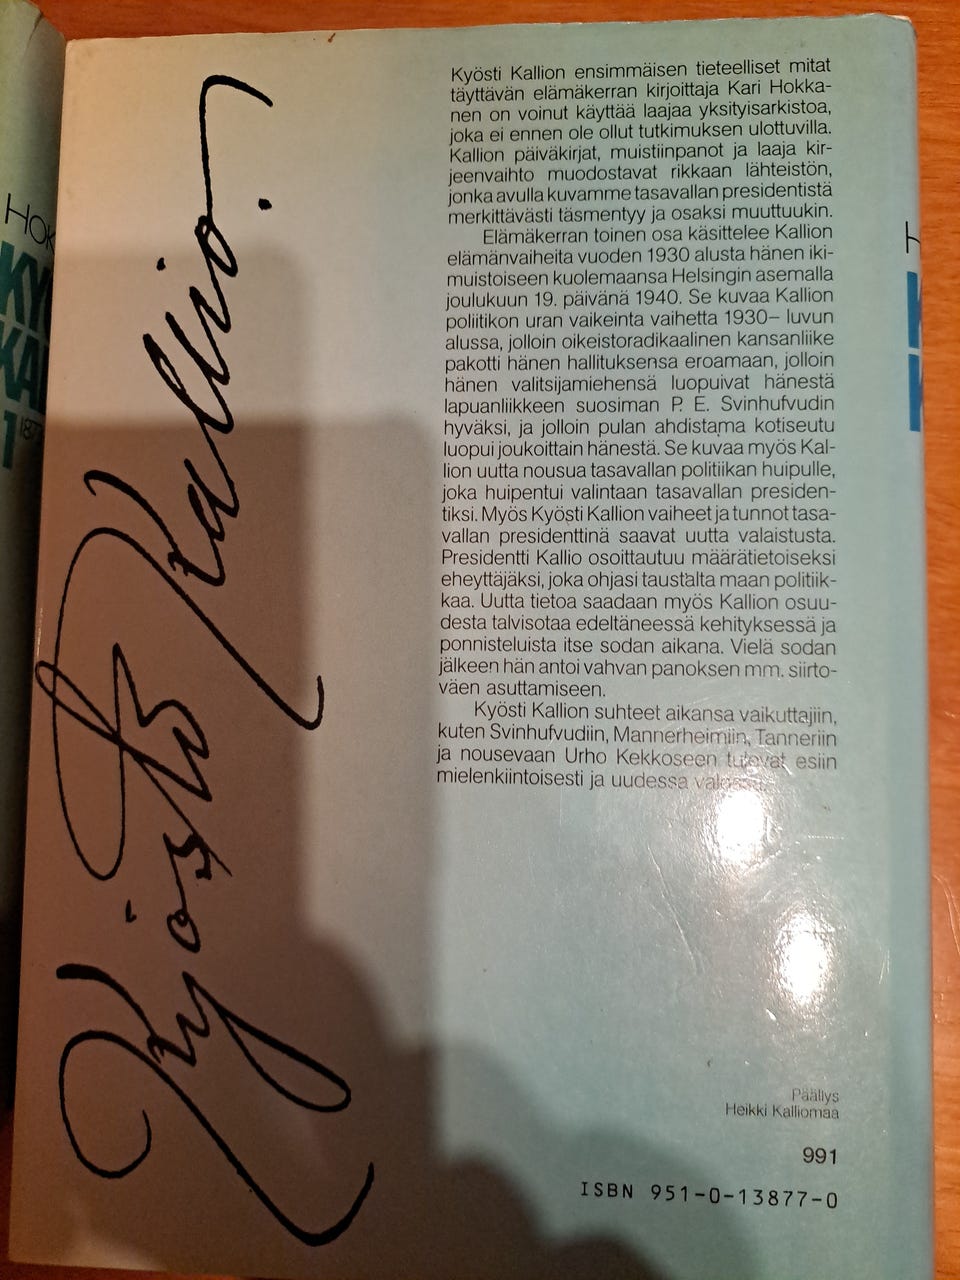 Kyösti Kallio.
Kyösti Kallion ensimmäisen tieteelliset mitat
täyttävän elämäkerran kirjoittaja Kari Hokka-
nen on voinut käyttää laajaa yksityisarkistoa,
joka ei ennen ole ollut tutkimuksen ulottuvilla.
Kallion päiväkirjat, muistiinpanot ja laaja kir-
jeenvaihto muodostavat rikkaan lähteistön,
jonka avulla kuvamme tasavallan presidentistä
merkittävästi täsmentyy ja osaksi muuttuukin.
Elämäkerran toinen osa käsittelee Kallion
elämänvaiheita vuoden 1930 alusta hänen iki-
muistoiseen kuolemaansa Helsingin asemalla
joulukuun 19. päivänä 1940. Se kuvaa Kallion
poliitikon uran vaikeinta vaihetta 1930– luvun
alussa, jolloin oikeistoradikaalinen kansanliike
pakotti hänen hallituksensa eroamaan, jolloin
hänen valitsijamiehensä luopuivat hänestä
lapuanliikkeen suosiman P. E. Svinhufvudin
hyväksi, ja jolloin pulan ahdistama kotiseutu
luopui joukoittain hänestä. Se kuvaa myös Kal-
lion uutta nousua tasavallan politiikan huipulle,
joka huipentui valintaan tasavallan presiden-
tiksi. Myös Kyösti Kallion vaiheet ja tunnot tasa-
vallan presidenttinä saavat uutta valaistusta.
Presidentti Kallio osoittautuu määrätietoiseksi
eheyttäjäksi, joka ohjasi taustalta maan politiik-
kaa. Uutta tietoa saadaan myös Kallion osuu-
desta talvisotaa edeltäneessä kehityksessä ja
ponnisteluista itse sodan aikana. Vielä sodan
jälkeen hän antoi vahvan panoksen mm. siirto-
väen asuttamiseen.
Kyösti Kallion suhteet aikansa vaikuttajiin,
kuten Svinhufvudiin, Mannerheimiin, Tanneriin
ja nousevaan Urho Kekkoseen tulevat esiin
mielenkiintoisesti ja uudessa
Päällys
Heikki Kalliomaa
991
ISBN 951-0-13877-0
HOK
KY
KAL
1
187